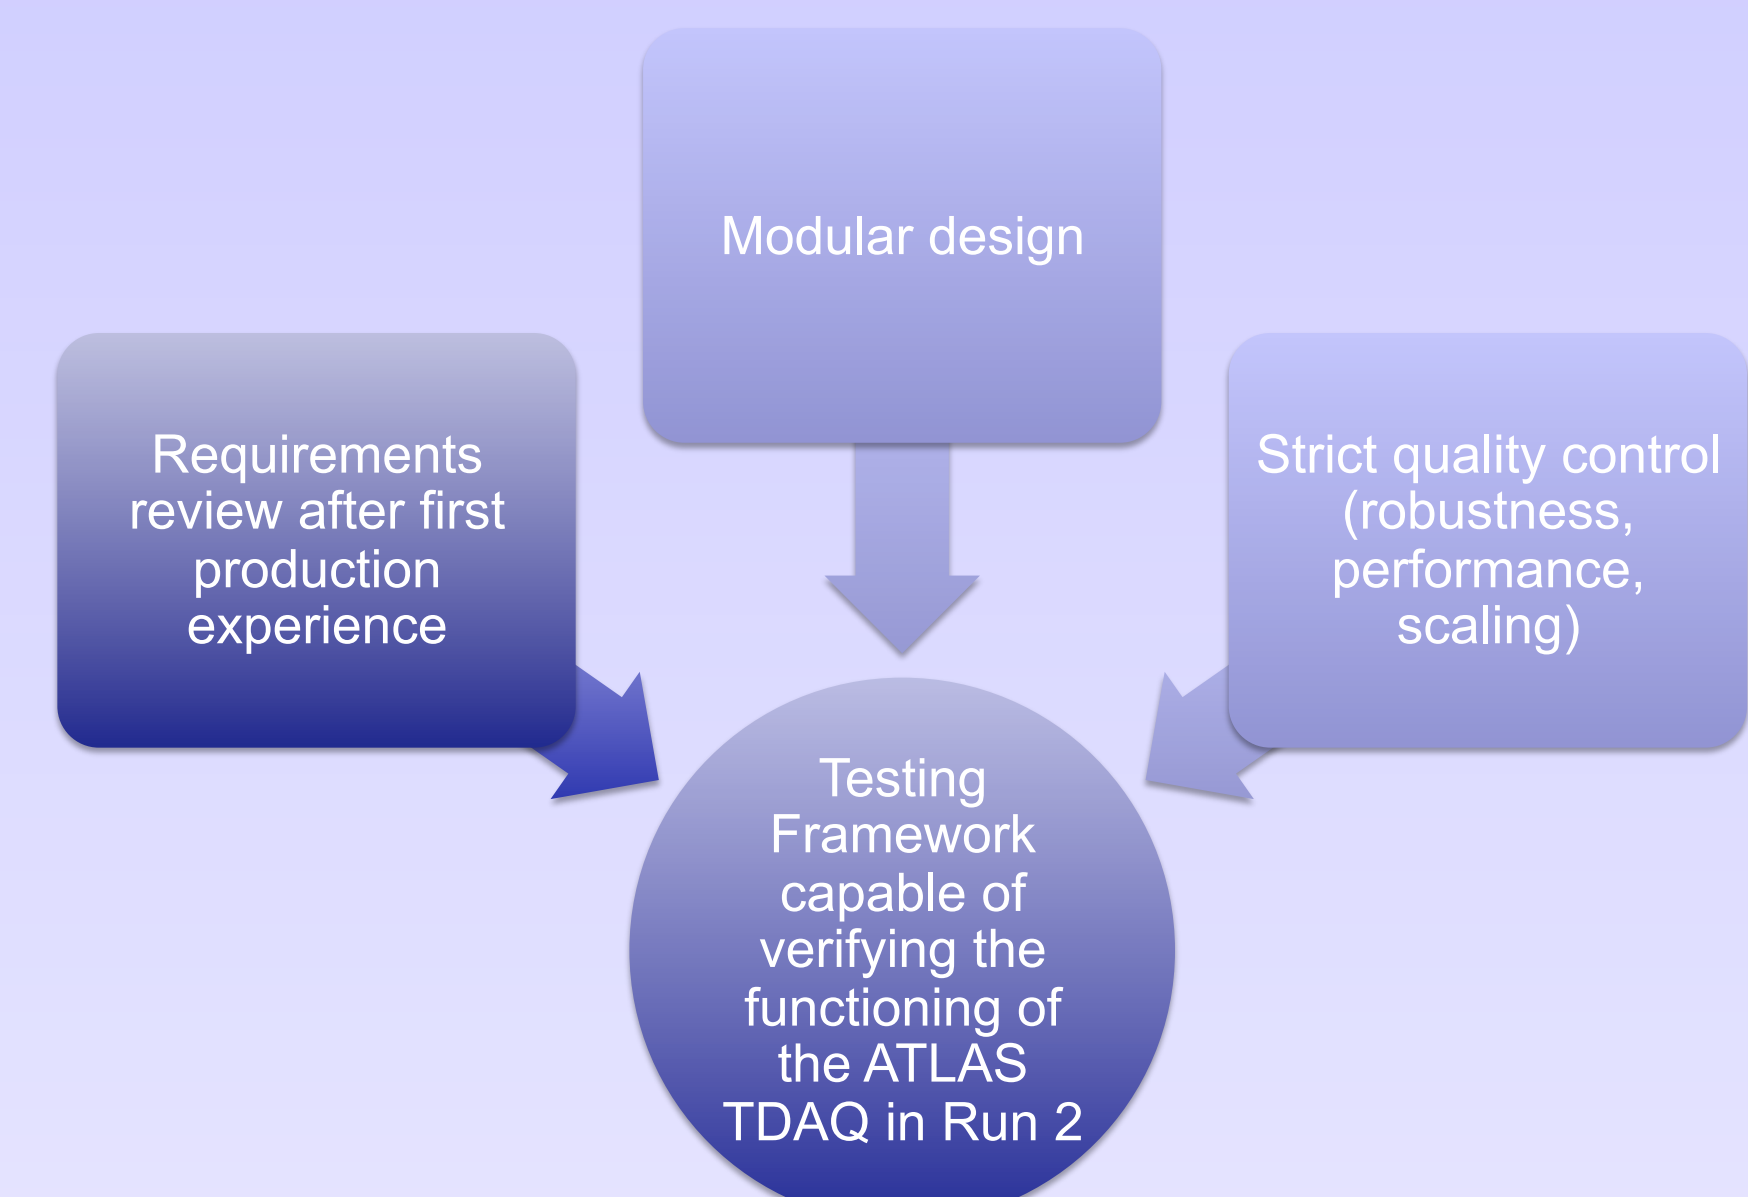 Modular design
Requirements
review after first
production
experience
Strict quality control
(robustness,
performance,
scaling)
Testing
Framework
capable of
verifying the
functioning of
the ATLAS
TDAQ in Run 2